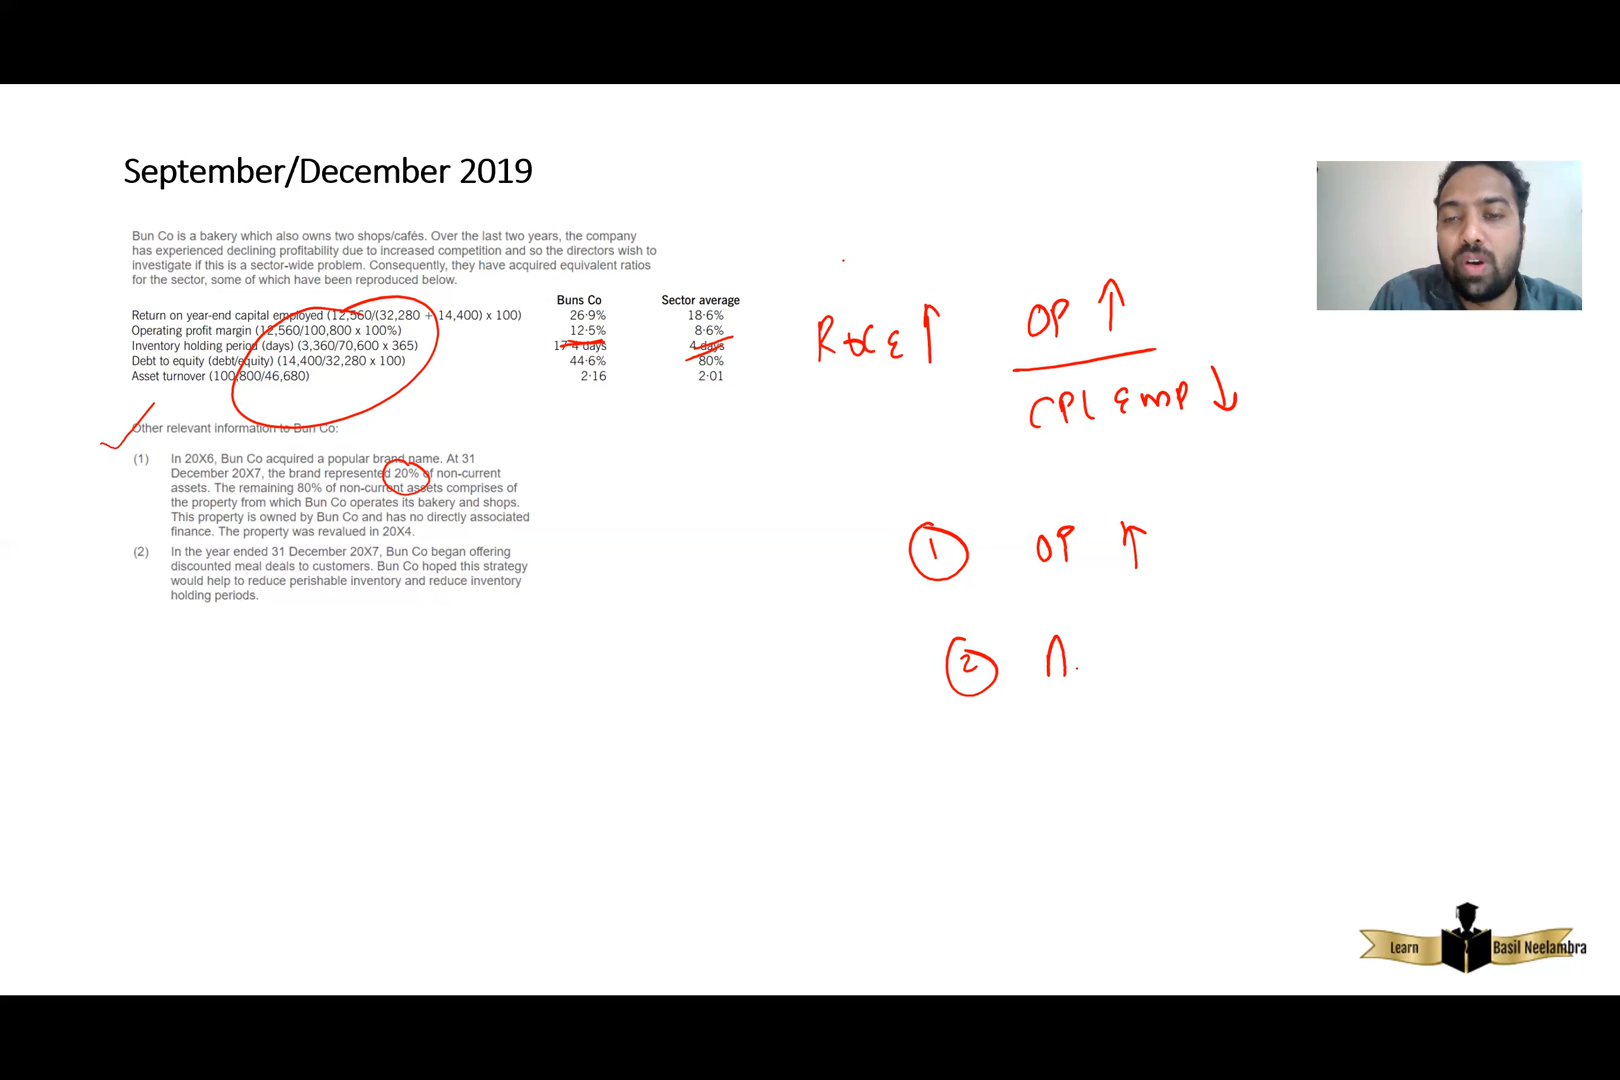 September/December 2019
Bun Co is a bakery which also owns two shops/cafés. Over the last two years, the company
has experienced declining profitability due to increased competition and so the directors wish to
investigate if this is a sector-wide problem. Consequently, they have acquired equivalent ratios
for the sector, some of which have been reproduced below.
Buns Co Sector average
Return on year-end capital employed (12,560/(32,280 + 14,400) x 100) 26·9% 18·6%
Operating profit margin (12,560/100,800 x 100%) 12·5% 8·6%
Inventory holding period (days) (3,360/70,600 x 365) 17·4 days 4 days
Debt to equity (debt/equity) (14,400/32,280 x 100) 44·6% 80%
Asset turnover (100,800/46,680) 2·16 2·01
Other relevant information to Bun Co:
(1) In 20X6, Bun Co acquired a popular brand name. At 31
December 20X7, the brand represented 20% of non-current
assets. The remaining 80% of non-current assets comprises of
the property from which Bun Co operates its bakery and shops.
This property is owned by Bun Co and has no directly associated
finance. The property was revalued in 20X4.
(2) In the year ended 31 December 20X7, Bun Co began offering
discounted meal deals to customers. Bun Co hoped this strategy
would help to reduce perishable inventory and reduce inventory
holding periods.
ROCE ↑ OP ↑
CPL EMP ↓
1 OP ↑
2
Learn Basil Neelambra